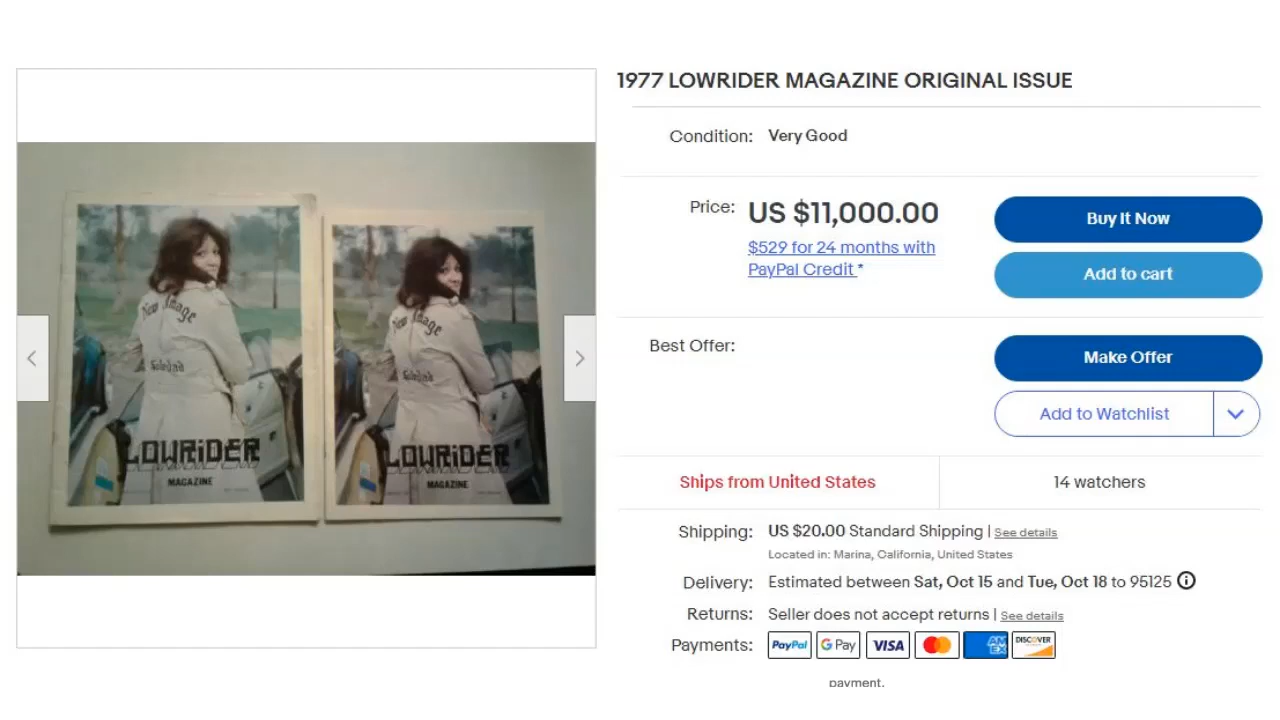 1977 LOWRIDER MAGAZINE ORIGINAL ISSUE
Condition: Very Good
Price: US $11,000.00
$529 for 24 months with
PayPal Credit *
Buy It Now
Add to cart
Best Offer:
Make Offer
Add to Watchlist
Ships from United States
14 watchers
Shipping: US $20.00 Standard Shipping | See details
Located in: Marina, California, United States
Delivery: Estimated between Sat, Oct 15 and Tue, Oct 18 to 95125
Returns: Seller does not accept returns | See details
Payments: PayPal G Pay VISA AM EX DISCOVER
payment.
New Image
Soledad
LOWRiDER
MAGAZINE
New Image
Soledad
LOWRiDER
MAGAZINE